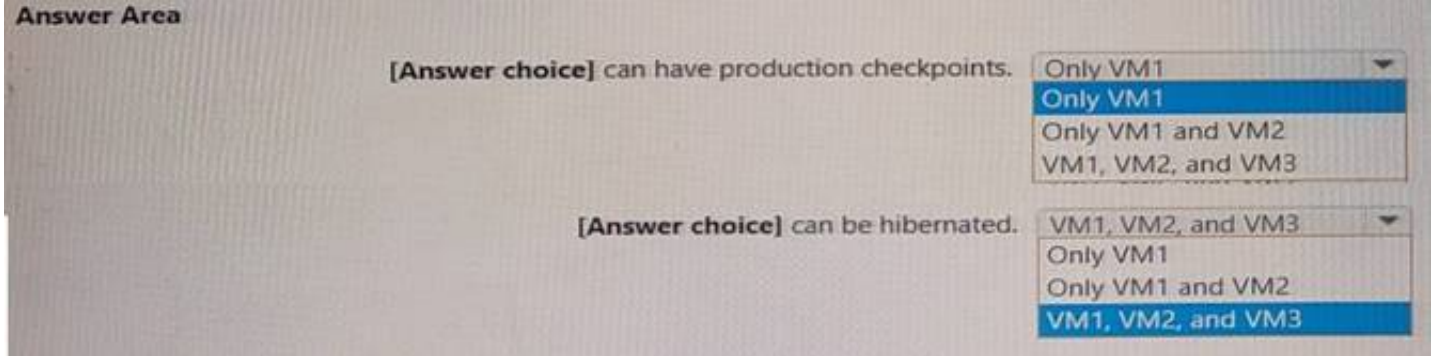 Answer Area
[Answer choice] can have production checkpoints. Only VM1
Only VM1
Only VM1 and VM2
VM1, VM2, and VM3
[Answer choice] can be hibernated. VM1, VM2, and VM3
Only VM1
Only VM1 and VM2
VM1, VM2, and VM3